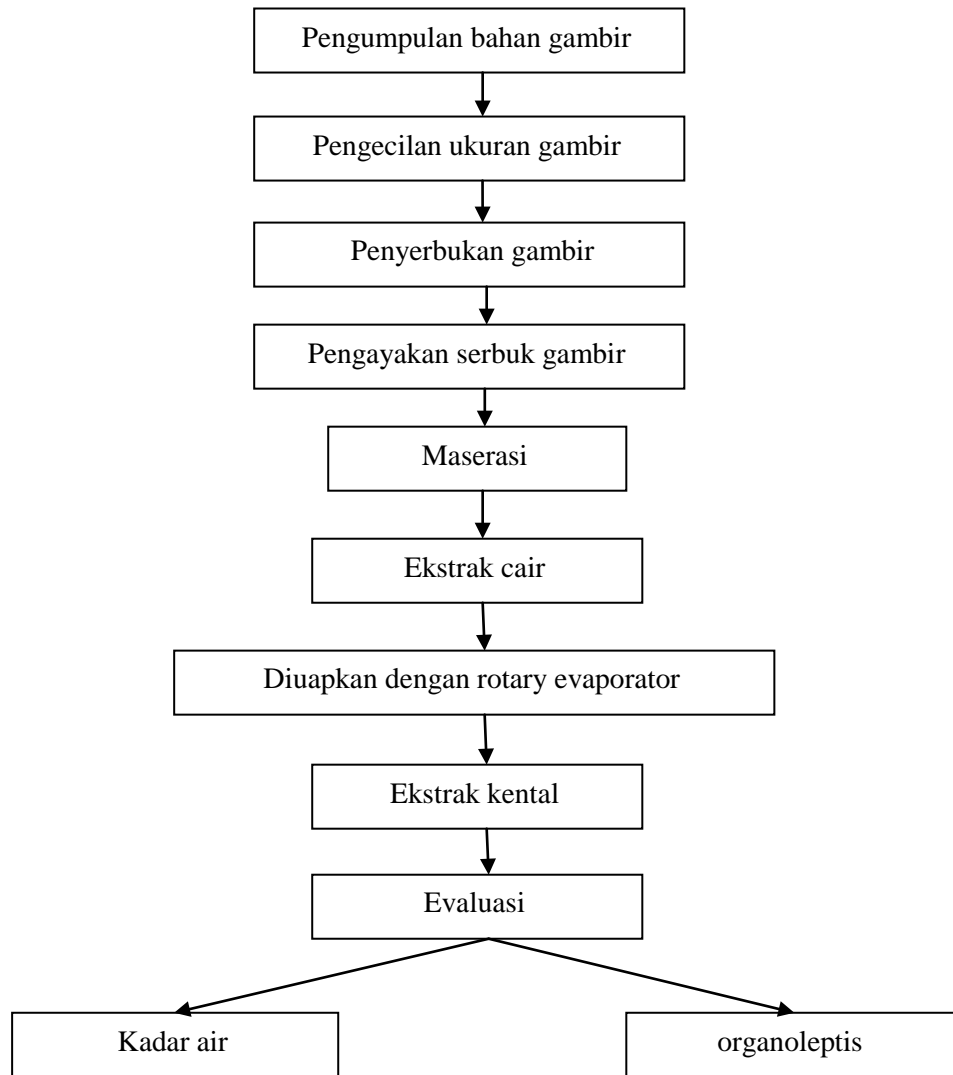 Pengumpulan bahan gambir
Pengecilan ukuran gambir
Penyerbukan gambir
Pengayakan serbuk gambir
Maserasi
Ekstrak cair
Diuapkan dengan rotary evaporator
Ekstrak kental
Evaluasi
Kadar air
organoleptis